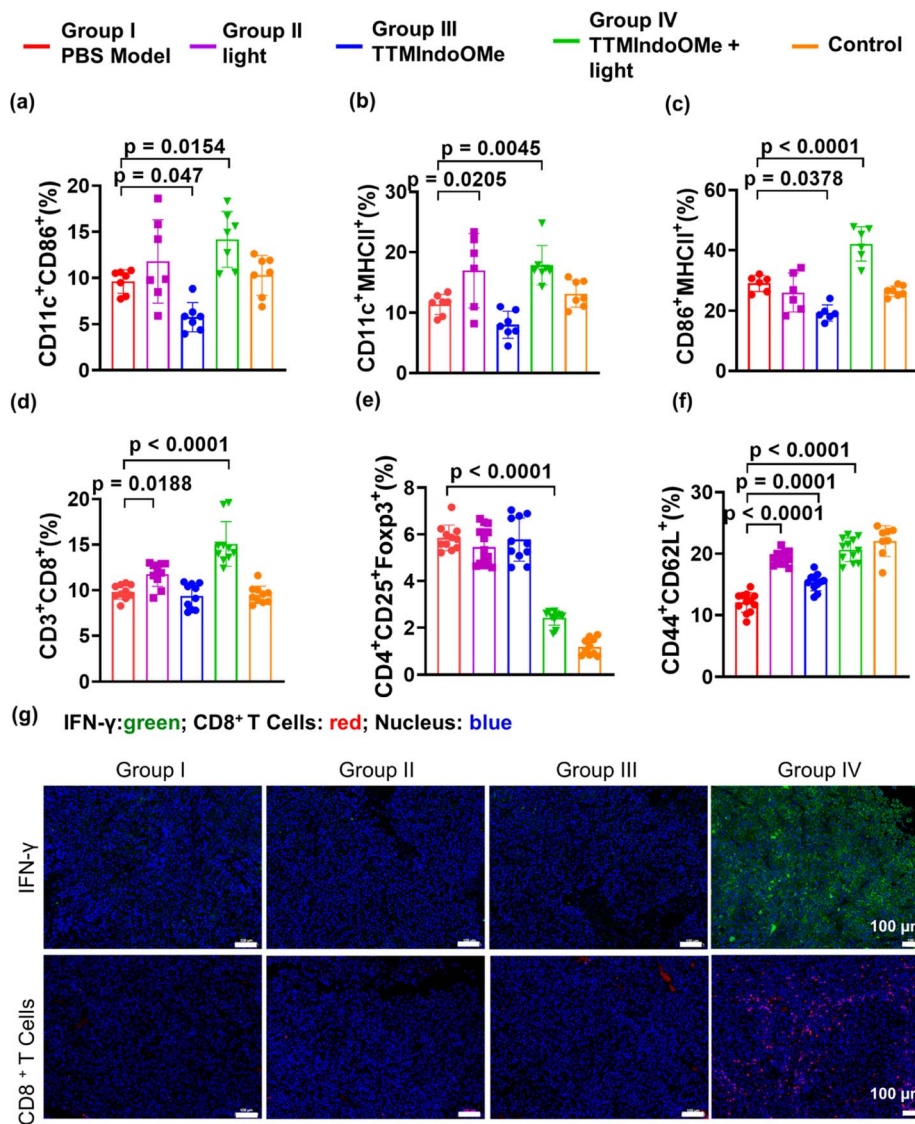 Group I
PBS Model
Group II
light
Group III
TTMIndoOMe
Group IV
TTMIndoOMe +
light
Control
(a)
p = 0.0154
p = 0.047
CD11c+CD86+(%)
20
15
10
5
0
(b)
p = 0.0045
p = 0.0205
CD11c+MHCII+(%)
30
20
10
0
(c)
p < 0.0001
p = 0.0378
CD86+MHCII+(%)
60
40
20
0
(d)
p < 0.0001
p = 0.0188
CD3+CD8+(%)
20
15
10
5
0
(e)
p < 0.0001
CD4+CD25+Foxp3+(%)
8
6
4
2
0
(f)
p < 0.0001
p = 0.0001
p < 0.0001
CD44+CD62L+(%)
30
20
10
0
(g)
IFN-γ:green; CD8+ T Cells: red; Nucleus: blue
Group I Group II Group III Group IV
IFN-γ
100 μm
CD8 + T Cells
100 μm